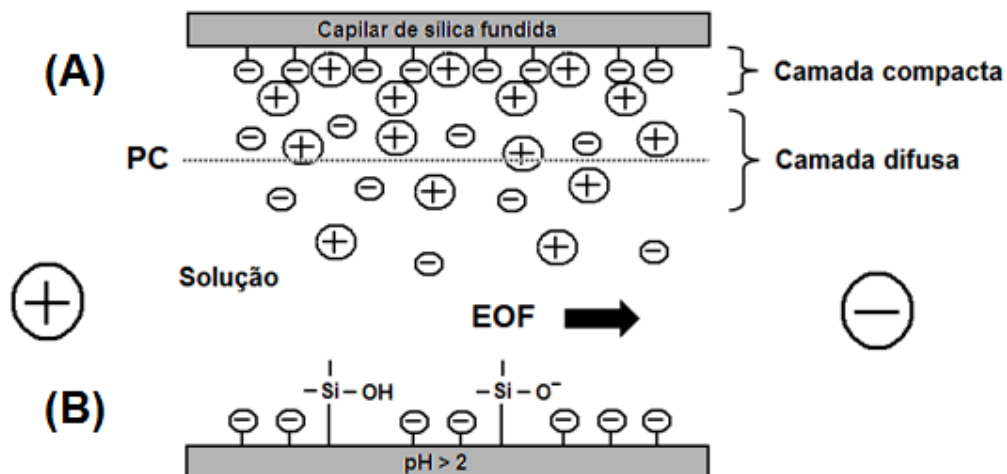 Capilar de sílica fundida
(A)
Camada compacta
PC
Camada difusa
Solução
EOF
–Si–OH –Si–O⁻
(B)
pH > 2